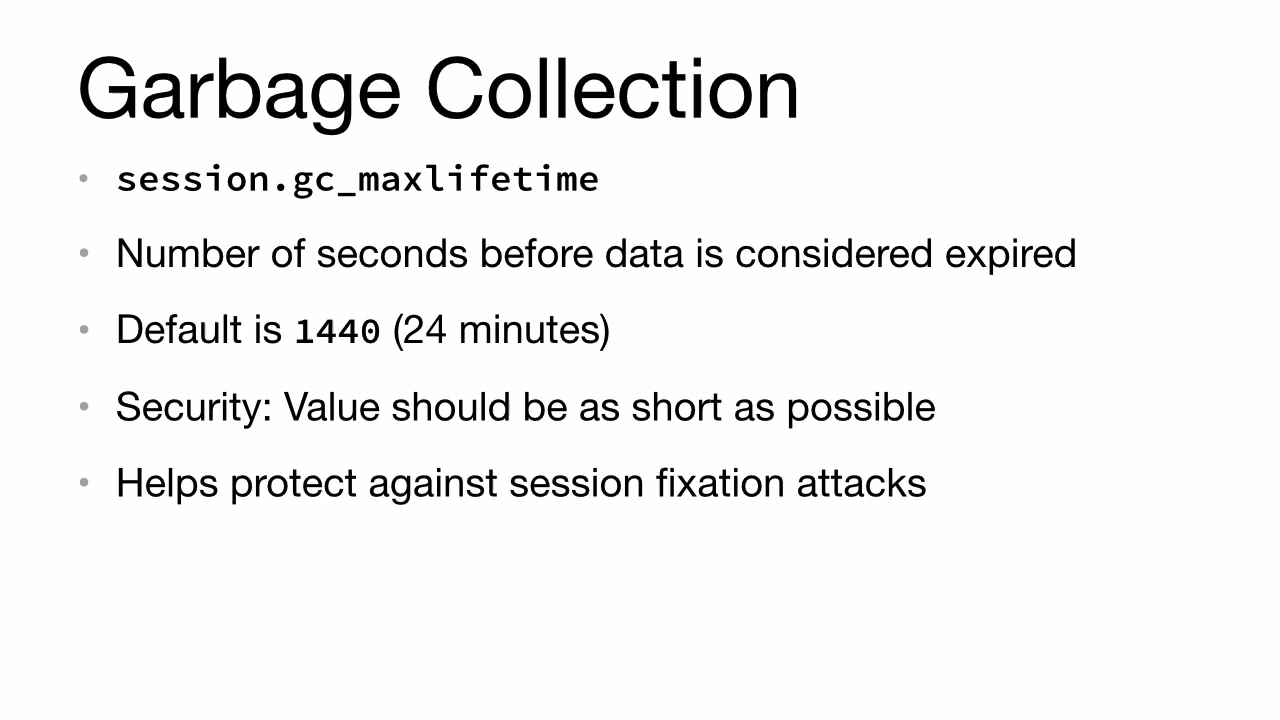 Garbage Collection
• session.gc_maxlifetime
• Number of seconds before data is considered expired
• Default is 1440 (24 minutes)
• Security: Value should be as short as possible
• Helps protect against session fixation attacks